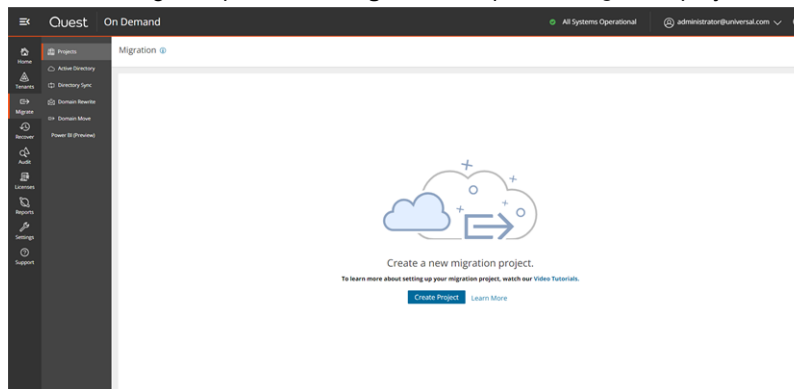 Quest On Demand
All Systems Operational
administrator@universal.com
Home
Tenants
Migrate
Recover
Audit
Licenses
Reports
Settings
Support
Projects
Active Directory
Directory Sync
Domain Rewrite
Domain Move
Power BI (Preview)
Migration
Create a new migration project.
To learn more about setting up your migration project, watch our Video Tutorials.
Create Project Learn More